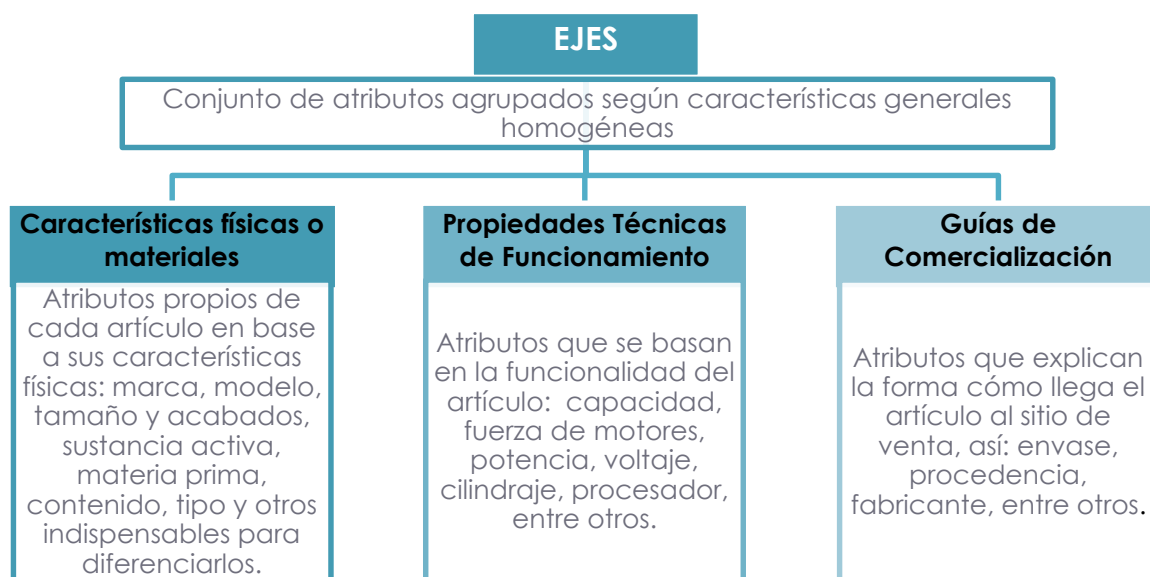 EJES
Conjunto de atributos agrupados según características generales
homogéneas
Características físicas o
materiales
Atributos propios de
cada artículo en base
a sus características
físicas: marca, modelo,
tamaño y acabados,
sustancia activa,
materia prima,
contenido, tipo y otros
indispensables para
diferenciarlos.
Propiedades Técnicas
de Funcionamiento
Atributos que se basan
en la funcionalidad del
artículo: capacidad,
fuerza de motores,
potencia, voltaje,
cilindraje, procesador,
entre otros.
Guías de
Comercialización
Atributos que explican
la forma cómo llega el
artículo al sitio de
venta, así: envase,
procedencia,
fabricante, entre otros.